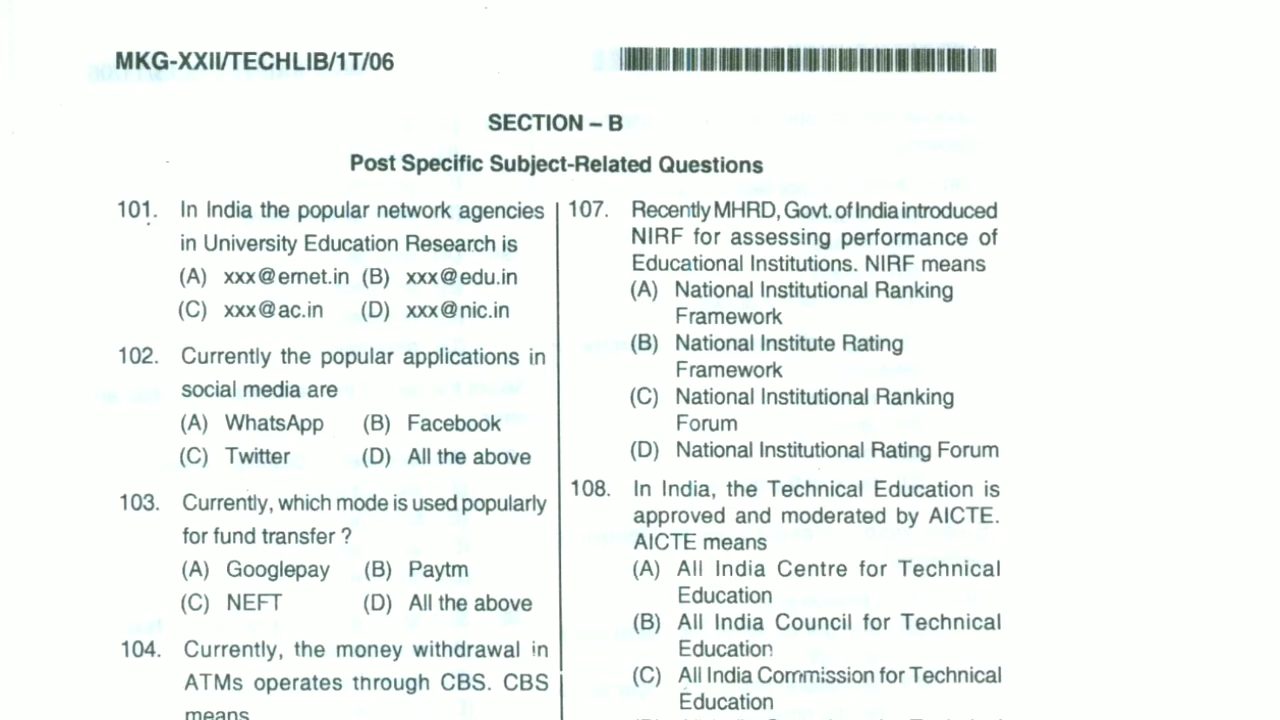 MKG-XXII/TECHLIB/1T/06
SECTION – B
Post Specific Subject-Related Questions
101. In India the popular network agencies
in University Education Research is
(A) xxx@ernet.in (B) xxx@edu.in
(C) xxx@ac.in (D) xxx@nic.in
102. Currently the popular applications in
social media are
(A) WhatsApp (B) Facebook
(C) Twitter (D) All the above
103. Currently, which mode is used popularly
for fund transfer ?
(A) Googlepay (B) Paytm
(C) NEFT (D) All the above
104. Currently, the money withdrawal in
ATMs operates through CBS. CBS
means
107. Recently MHRD, Govt. of India introduced
NIRF for assessing performance of
Educational Institutions. NIRF means
(A) National Institutional Ranking
Framework
(B) National Institute Rating
Framework
(C) National Institutional Ranking
Forum
(D) National Institutional Rating Forum
108. In India, the Technical Education is
approved and moderated by AICTE.
AICTE means
(A) All India Centre for Technical
Education
(B) All India Council for Technical
Education
(C) All India Commission for Technical
Education